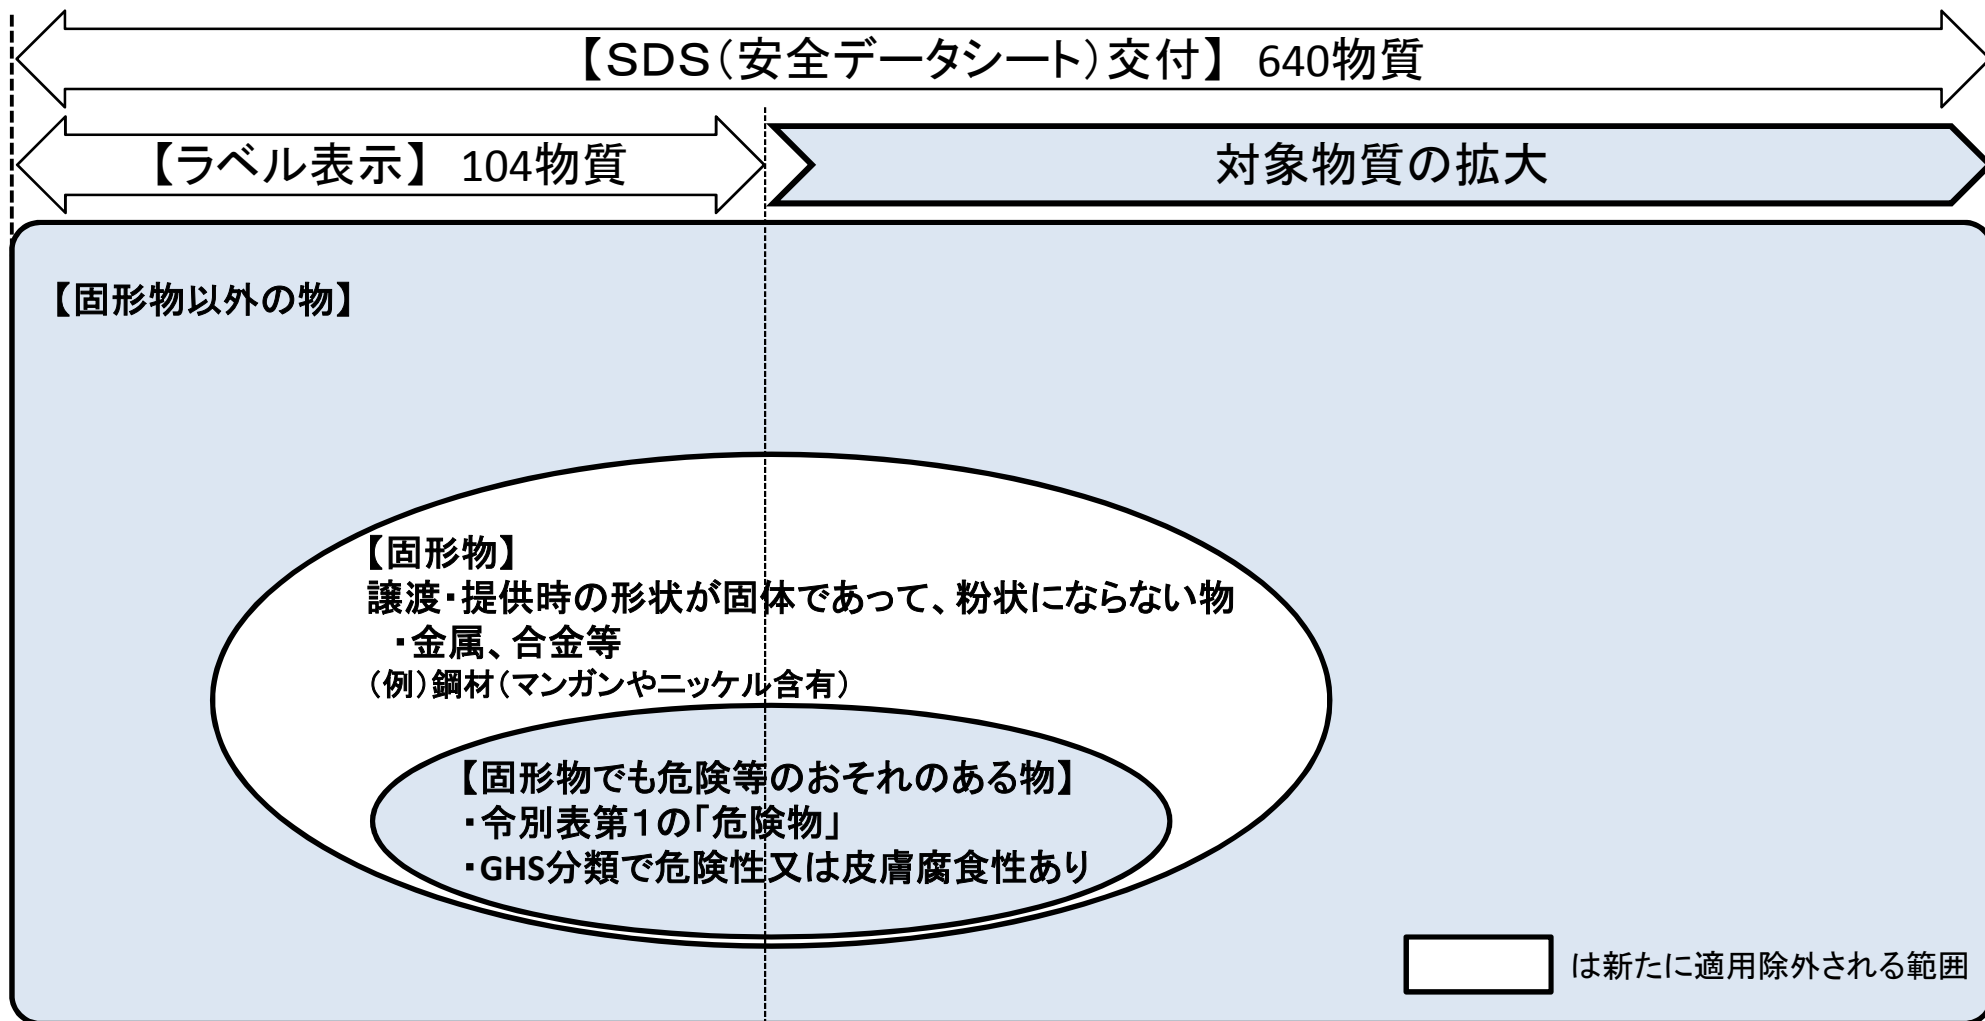 【SDS（安全データシート）交付】 640物質
【ラベル表示】 104物質
対象物質の拡大
【固形物以外の物】
【固形物】
譲渡・提供時の形状が固体であって、粉状にならない物
・金属、合金等
（例）鋼材（マンガンやニッケル含有）
【固形物でも危険等のおそれのある物】
・令別表第１の「危険物」
・GHS分類で危険性又は皮膚腐食性あり
は新たに適用除外される範囲